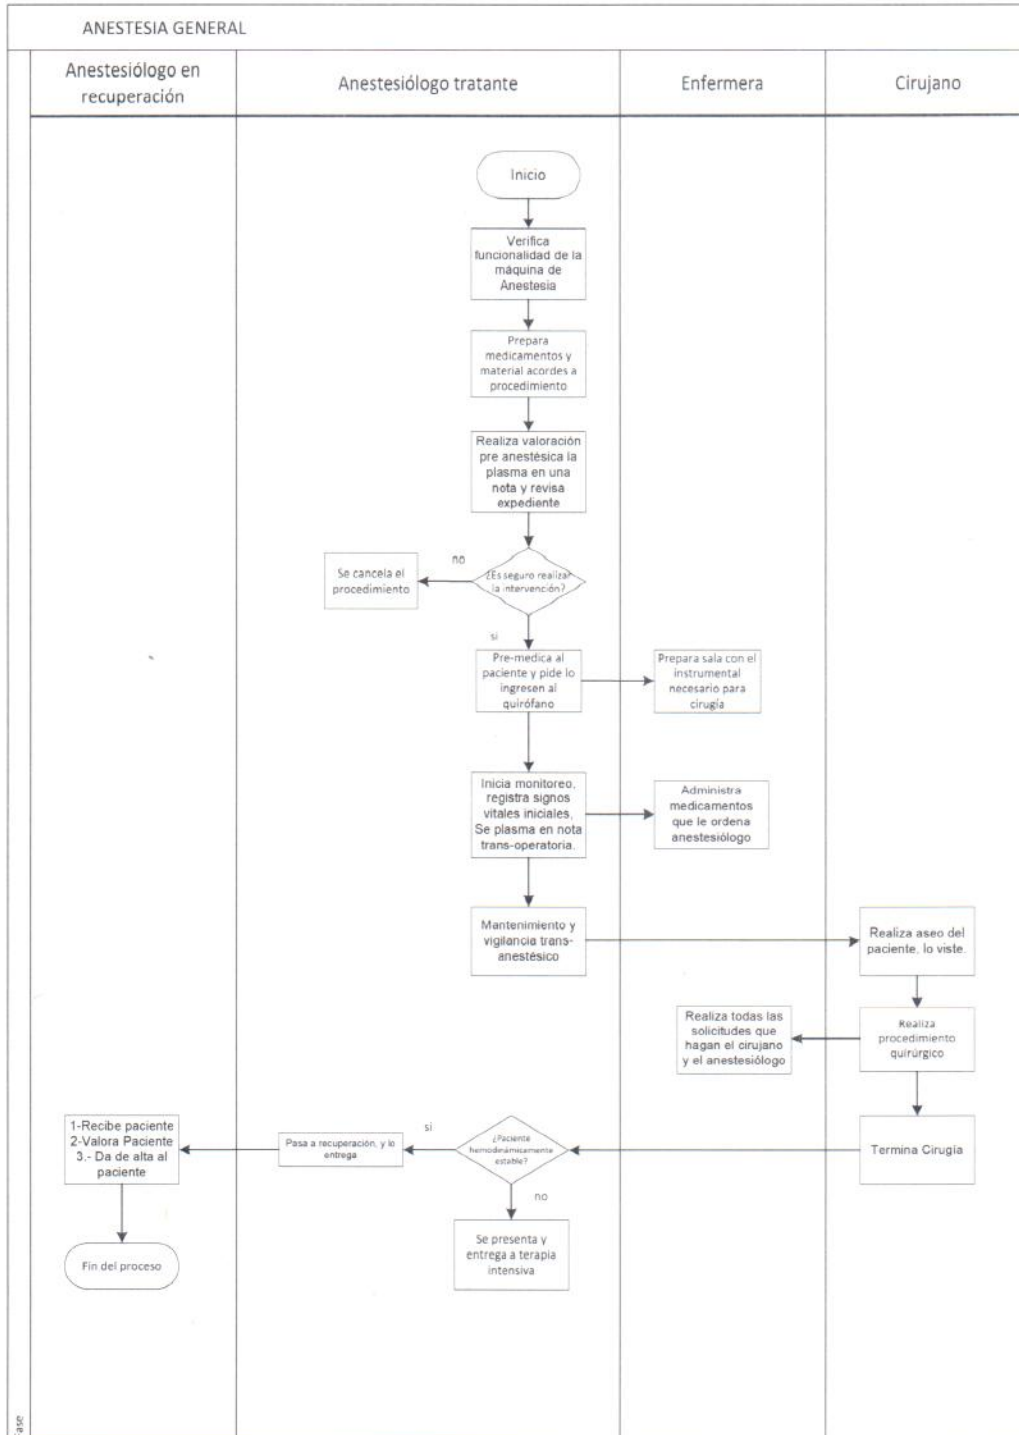 ANESTESIA GENERAL
Anestesiólogo en
recuperación
Anestesiólogo tratante
Enfermera
Cirujano
Inicio
Verifica
funcionalidad de la
máquina de
Anestesia
Prepara
medicamentos y
material acordes a
procedimiento
Realiza valoración
pre anestésica la
plasma en una
nota y revisa
expediente
¿Es seguro realizar
la intervención?
no
Se cancela el
procedimiento
si
Pre-medica al
paciente y pide lo
ingresen al
quirófano
Prepara sala con el
instrumental
necesario para
cirugía
Inicia monitoreo,
registra signos
vitales iniciales,
Se plasma en nota
trans-operatoria.
Administra
medicamentos
que le ordena
anestesiólogo
Mantenimiento y
vigilancia trans-
anestésico
Realiza aseo del
paciente, lo viste.
Realiza
procedimiento
quirúrgico
Realiza todas las
solicitudes que
hagan el cirujano
y el anestesiólogo
Termina Cirugía
¿Paciente
hemodinámicamente
estable?
si
Pasa a recuperación, y lo
entrega
1-Recibe paciente
2-Valora Paciente
3.- Da de alta al
paciente
no
Se presenta y
entrega a terapia
intensiva
Fin del proceso